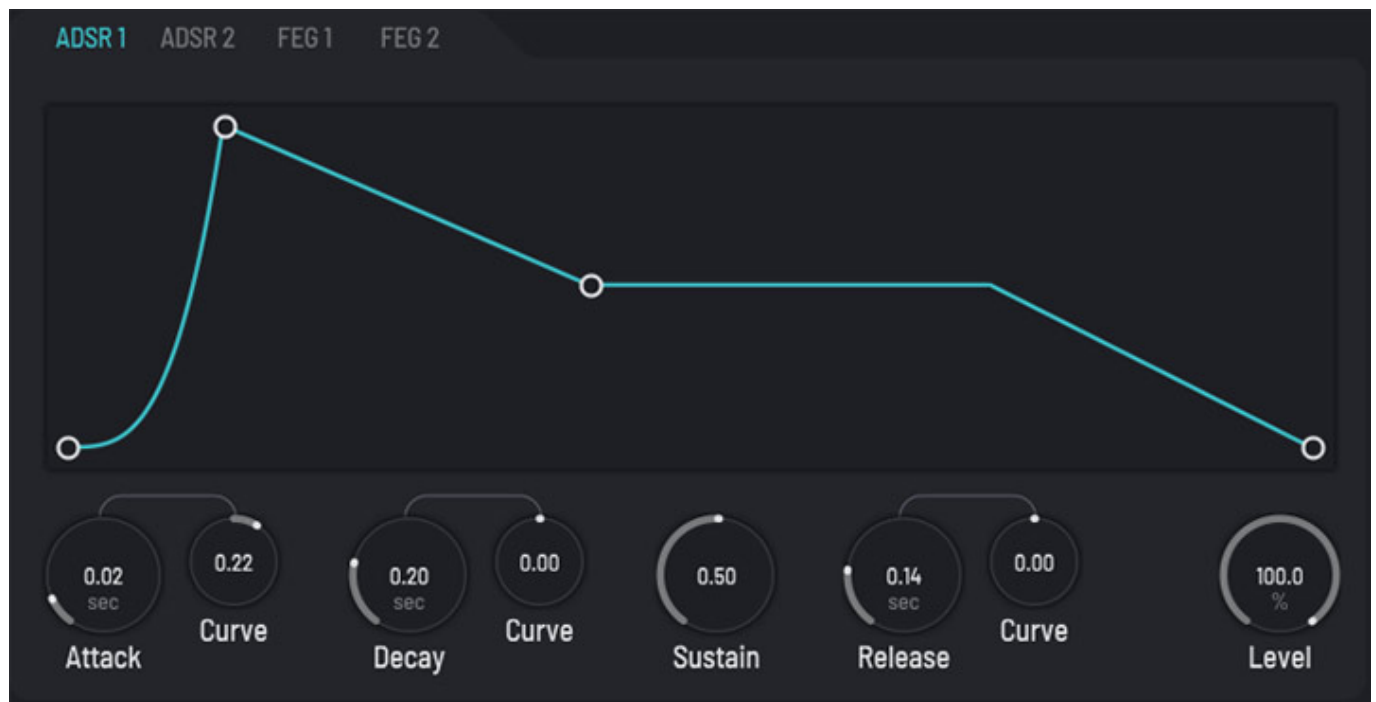 ADSR 1 ADSR 2 FEG 1 FEG 2
0.02 0.22 0.20 0.00 0.50 0.14 0.00 100.0
sec sec sec %
Curve Curve Curve
Attack Decay Sustain Release Level